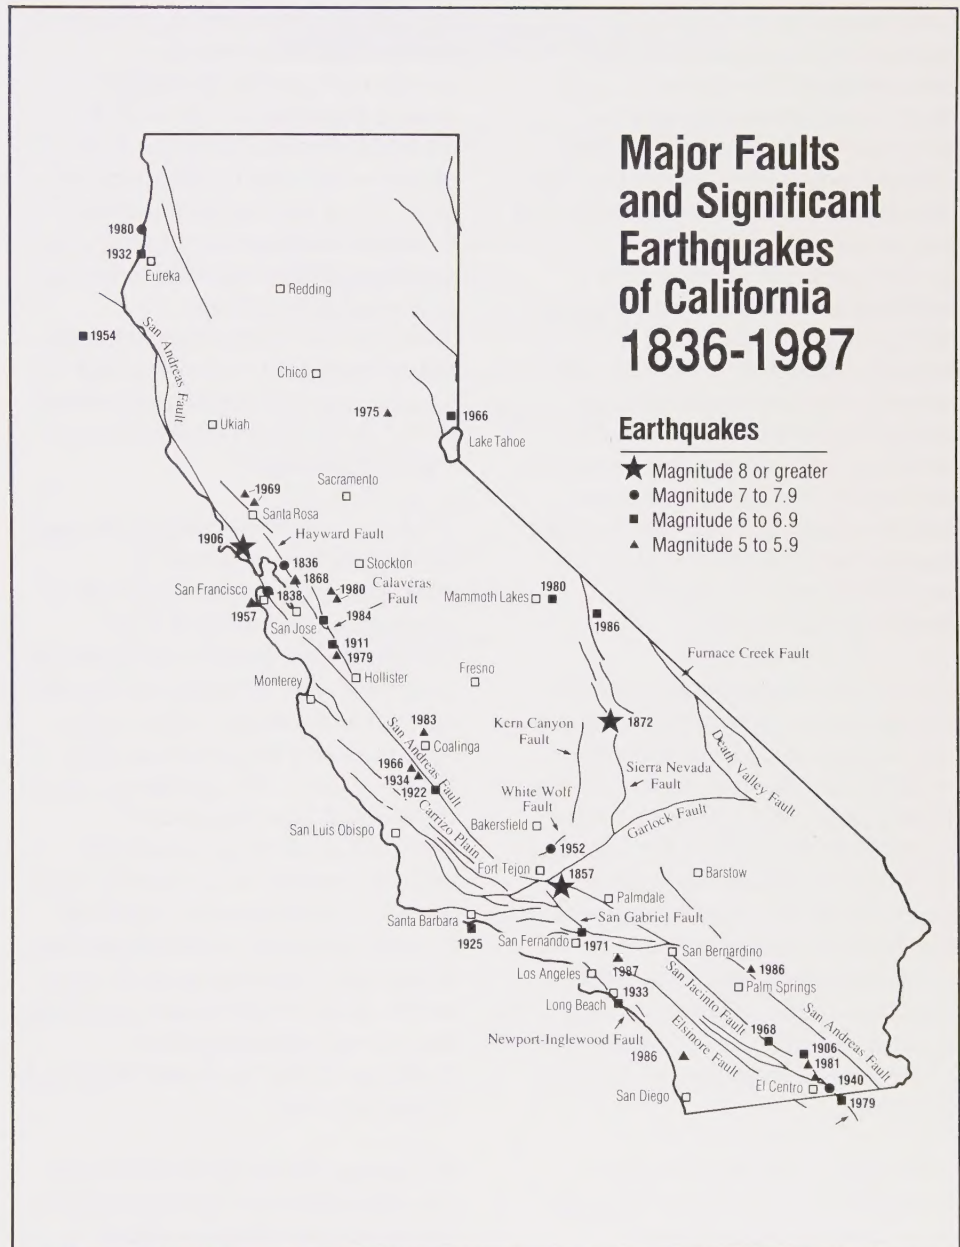 Major Faults
and Significant
Earthquakes
of California
1836-1987
Earthquakes
Magnitude 8 or greater
Magnitude 7 to 7.9
Magnitude 6 to 6.9
Magnitude 5 to 5.9
1980
1932
Eureka
Redding
1954
San Andreas Fault
Chico
1975
1966
Ukiah
Lake Tahoe
Sacramento
1969
Santa Rosa
Hayward Fault
1906
1836
Stockton
1868
Calaveras
Fault
1980
San Francisco
1838
1957
1984
San Jose
1911
1979
Hollister
Mammoth Lakes
1980
1986
Furnace Creek Fault
Fresno
Monterey
1872
Kern Canyon
Fault
1983
Coalinga
San Andreas Fault
Death Valley Fault
Sierra Nevada
Fault
1966
1934
1922
White Wolf
Fault
Carrizo Plain
Bakersfield
Garlock Fault
San Luis Obispo
1952
Fort Tejon
1857
Barstow
Palmdale
Santa Barbara
San Gabriel Fault
1925
San Fernando
1971
San Bernardino
Los Angeles
1987
1986
San Jacinto Fault
Palm Springs
1933
Long Beach
San Andreas Fault
Newport-Inglewood Fault
Elsinore Fault
1968
1906
1986
1981
El Centro
1940
San Diego
1979